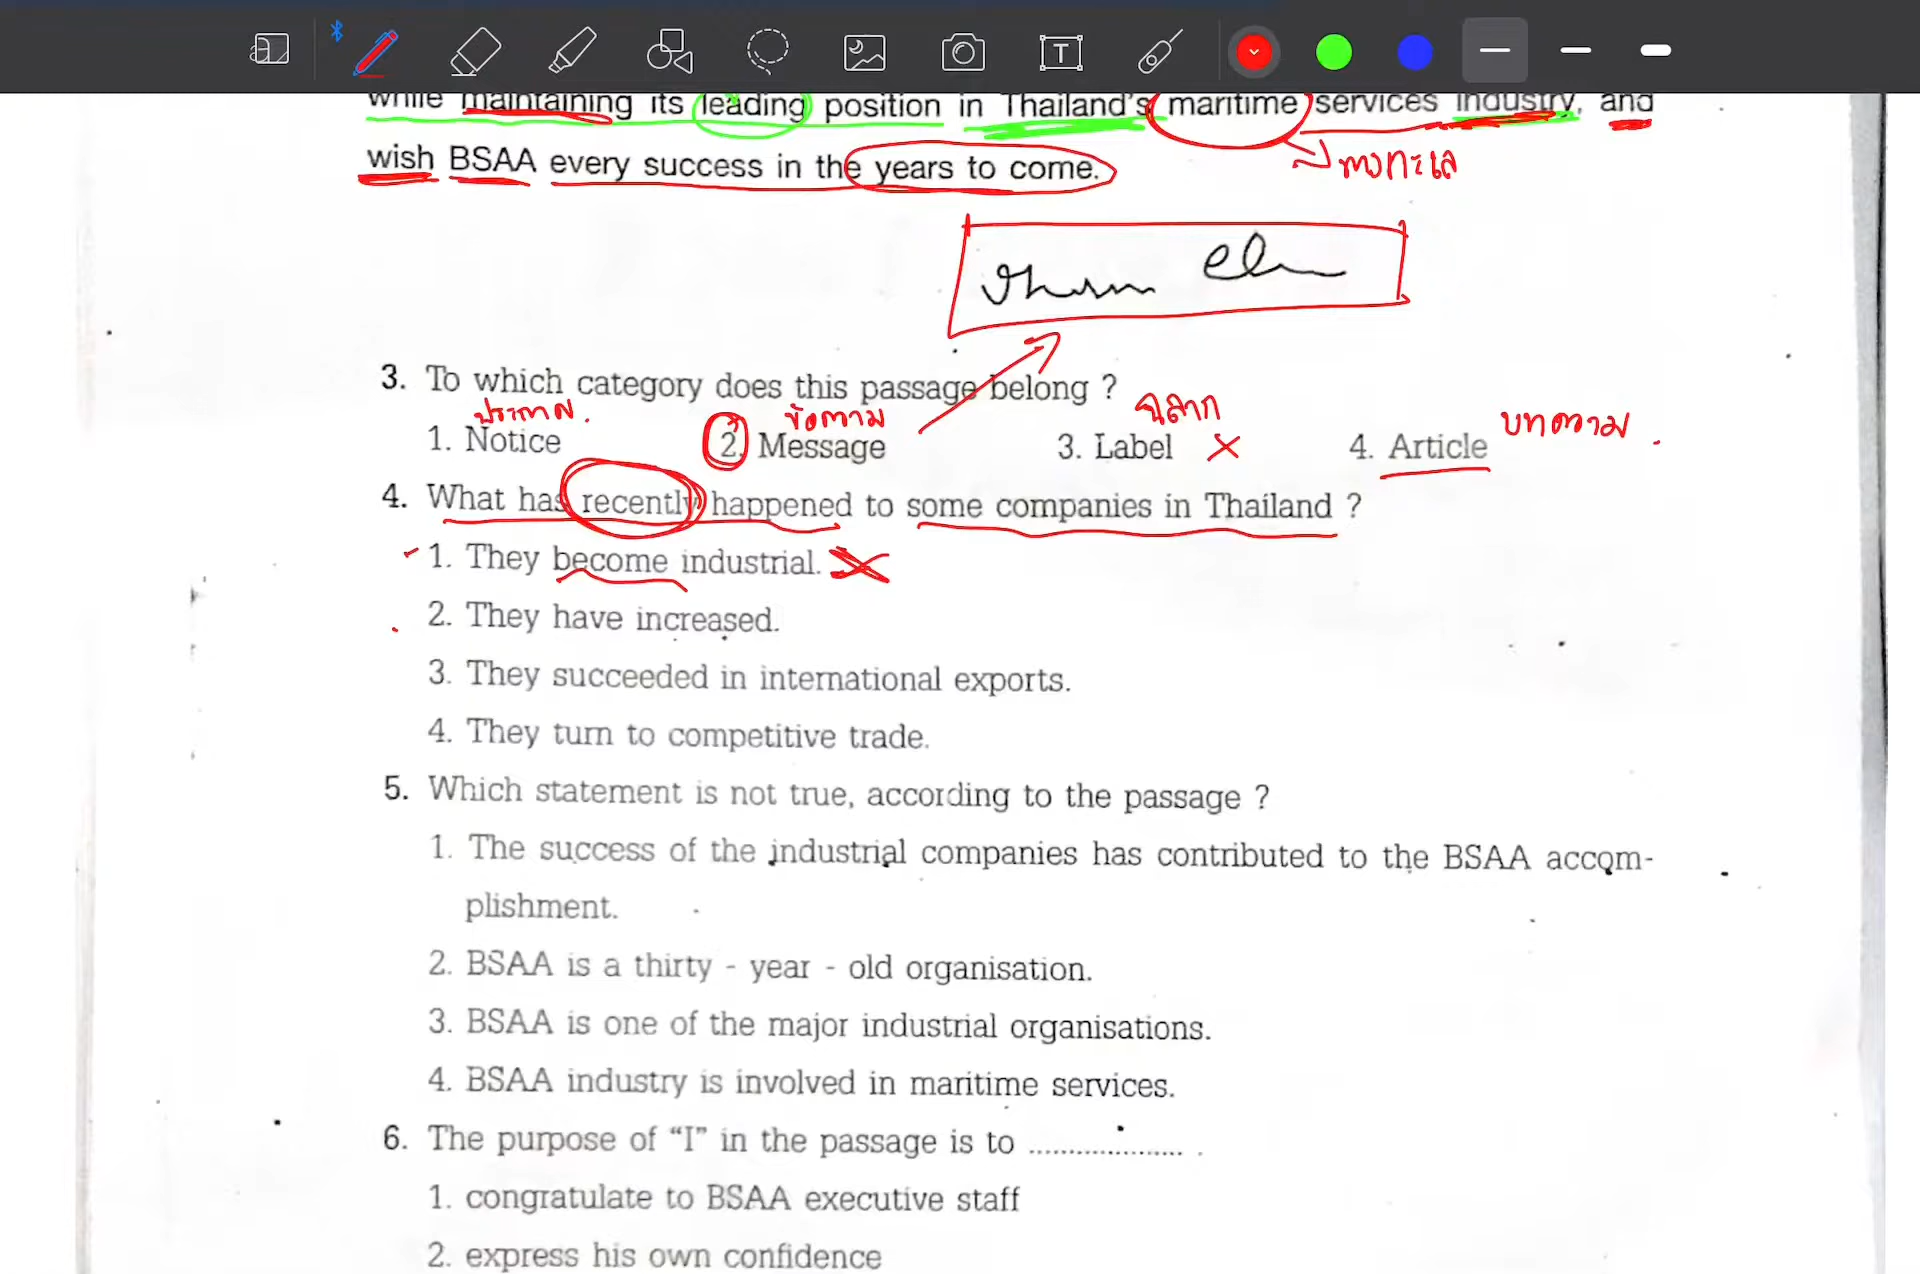 while maintaining its leading position in Thailand's maritime services industry, and
wish BSAA every success in the years to come.
ทางทะเล
3. To which category does this passage belong ?
ประกาศ. ข้อความ ฉลาก บทความ
1. Notice 2. Message 3. Label 4. Article
4. What has recently happened to some companies in Thailand ?
1. They become industrial.
2. They have increased.
3. They succeeded in international exports.
4. They turn to competitive trade.
5. Which statement is not true, according to the passage ?
1. The success of the industrial companies has contributed to the BSAA accom-
plishment.
2. BSAA is a thirty - year - old organisation.
3. BSAA is one of the major industrial organisations.
4. BSAA industry is involved in maritime services.
6. The purpose of “I” in the passage is to .................... .
1. congratulate to BSAA executive staff
2. express his own confidence